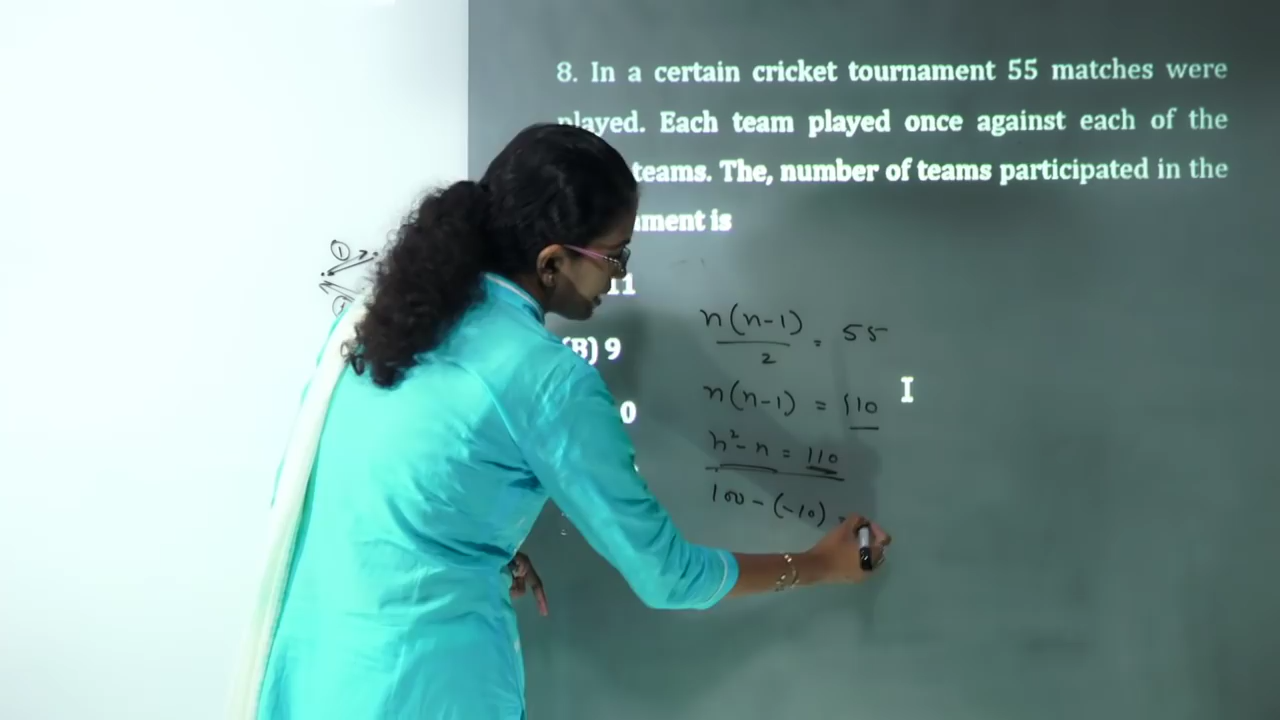 8. In a certain cricket tournament 55 matches were
played. Each team played once against each of the
teams. The, number of teams participated in the
ment is
11
(B) 9
0
n(n-1)/2 = 55
n(n-1) = 110
n²-n = 110
100-(-10) =
①